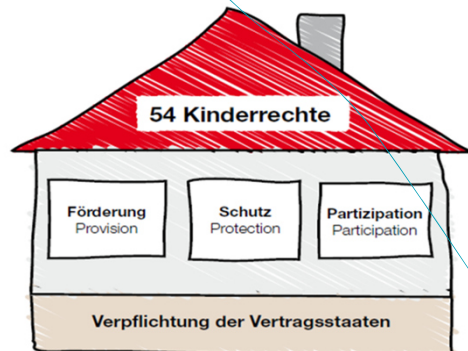 54 Kinderrechte
Förderung
Provision
Schutz
Protection
Partizipation
Participation
Verpflichtung der Vertragsstaaten